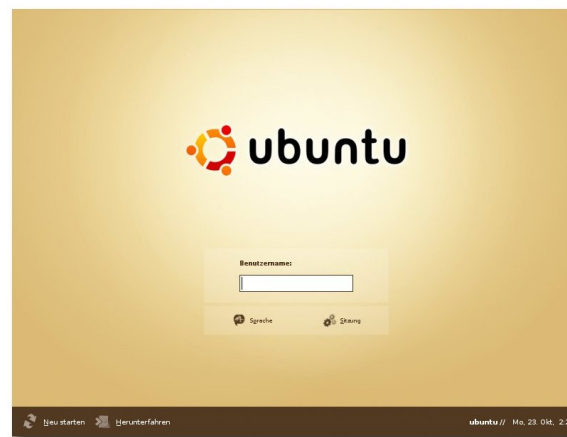 ubuntu
Benutzername:
Sprache Sitzung
Neu starten Herunterfahren ubuntu // Mo, 23. Okt,